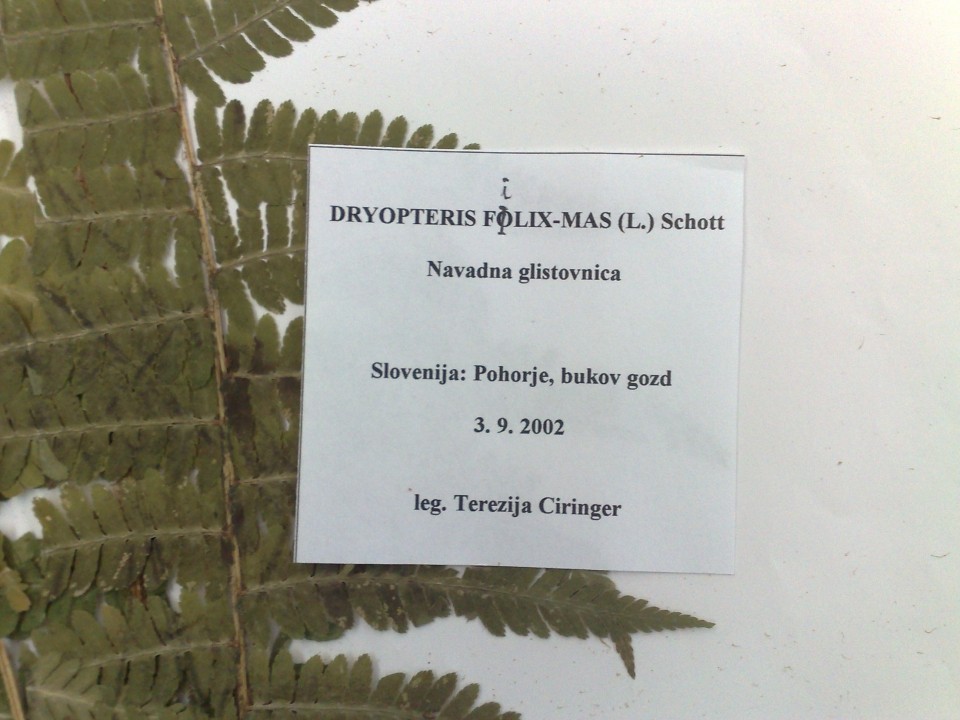 i
DRYOPTERIS FOLIX-MAS (L.) Schott
Navadna glistovnica
Slovenija: Pohorje, bukov gozd
3. 9. 2002
leg. Terezija Ciringer